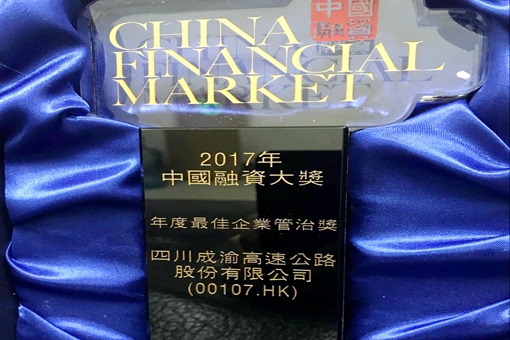 CHINA
FINANCIAL
MARKET
2017年
中國融資大獎
年度最佳企業管治獎
四川成渝高速公路
股份有限公司
(00107.HK)